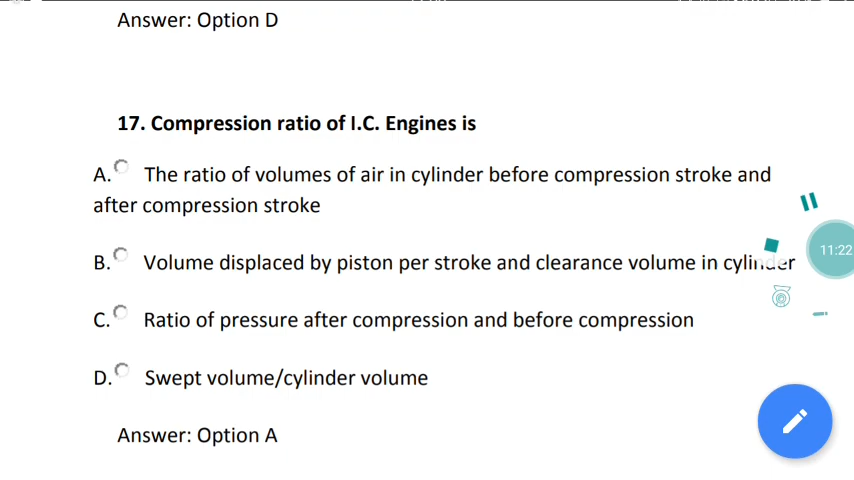 Answer: Option D
17. Compression ratio of I.C. Engines is
A. The ratio of volumes of air in cylinder before compression stroke and
after compression stroke
B. Volume displaced by piston per stroke and clearance volume in cylinder
11:22
C. Ratio of pressure after compression and before compression
D. Swept volume/cylinder volume
Answer: Option A